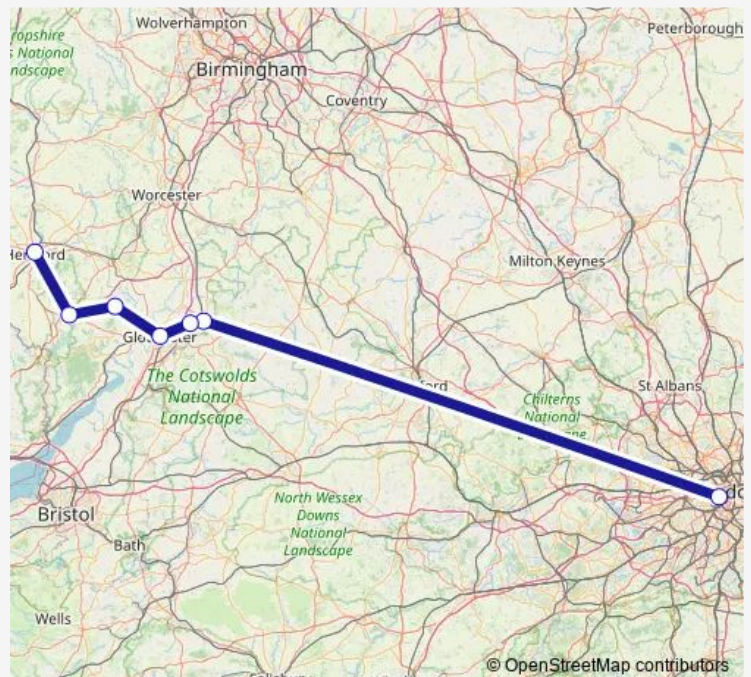 Wolverhampton
Peterborough
ropshire
s National
ndscape
Birmingham
Coventry
Worcester
Milton Keynes
The Cotswolds
National
Landscape
Chilterns
National
St Albans
North Wessex
Downs
National
Landscape
Bristol
Bath
Wells
© OpenStreetMap contributors